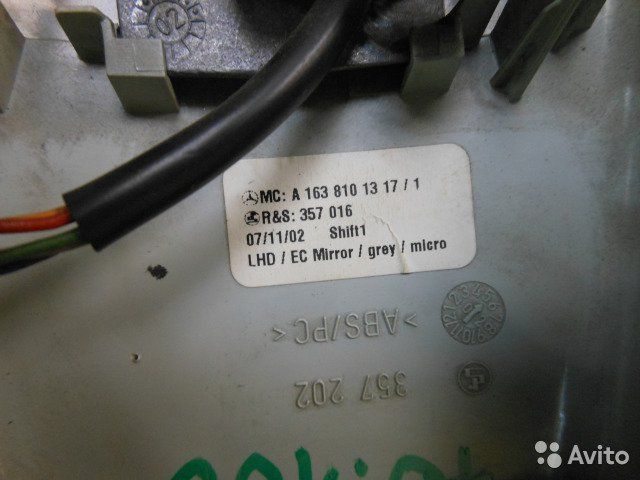 02
MC: A 163 810 13 17 / 1
R&S: 357 016
07/11/02 Shift1
LHD / EC Mirror / grey / micro
>ABS/PC<
357 202
Avito